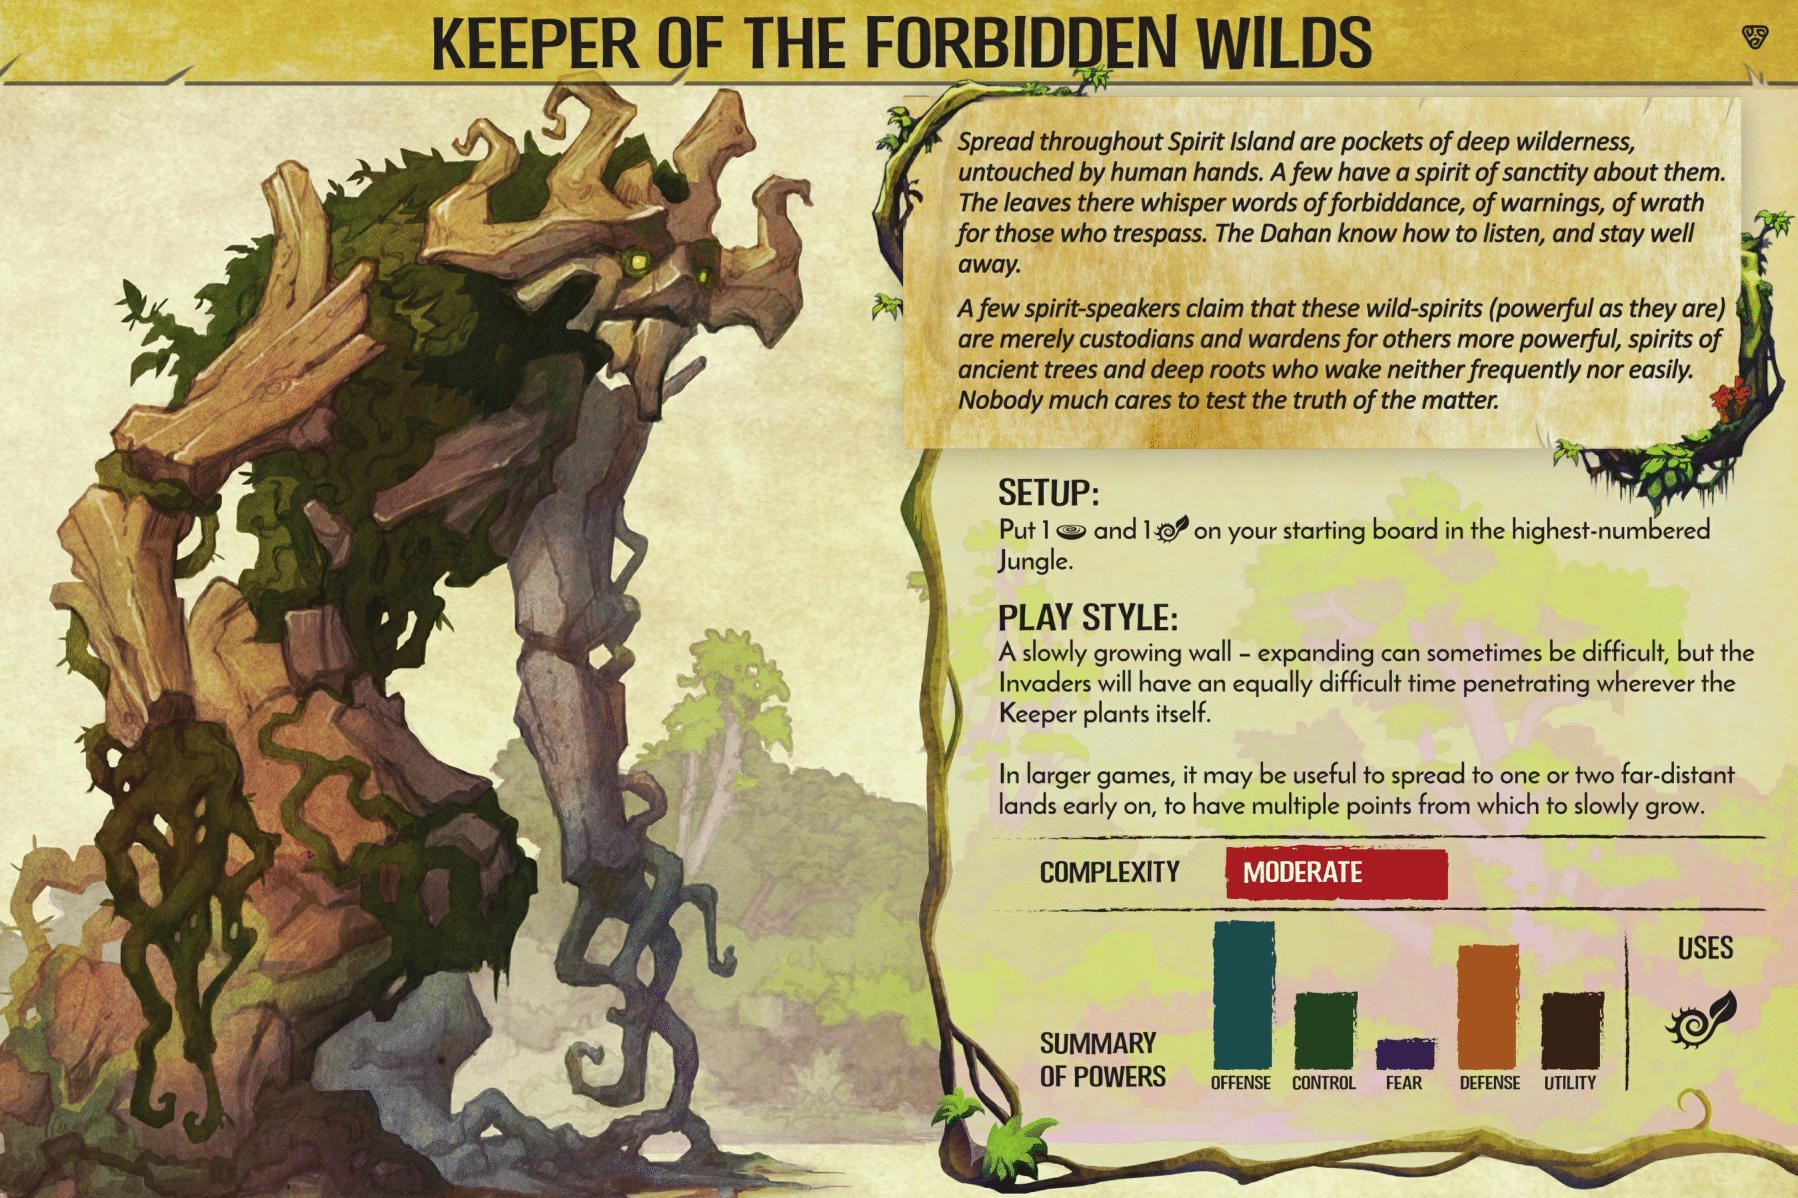 KEEPER OF THE FORBIDDEN WILDS
Spread throughout Spirit Island are pockets of deep wilderness,
untouched by human hands. A few have a spirit of sanctity about them.
The leaves there whisper words of forbiddance, of warnings, of wrath
for those who trespass. The Dahan know how to listen, and stay well
away.
A few spirit-speakers claim that these wild-spirits (powerful as they are)
are merely custodians and wardens for others more powerful, spirits of
ancient trees and deep roots who wake neither frequently nor easily.
Nobody much cares to test the truth of the matter.
SETUP:
Put 1 and 1 on your starting board in the highest-numbered
Jungle.
PLAY STYLE:
A slowly growing wall – expanding can sometimes be difficult, but the
Invaders will have an equally difficult time penetrating wherever the
Keeper plants itself.
In larger games, it may be useful to spread to one or two far-distant
lands early on, to have multiple points from which to slowly grow.
COMPLEXITY MODERATE
USES
SUMMARY
OF POWERS
OFFENSE CONTROL FEAR DEFENSE UTILITY